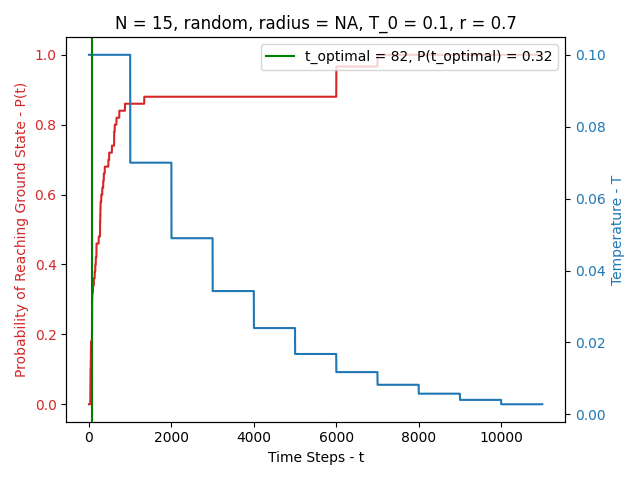 N = 15, random, radius = NA, T_0 = 0.1, r = 0.7
t_optimal = 82, P(t_optimal) = 0.32
Probability of Reaching Ground State - P(t)
1.0
0.8
0.6
0.4
0.2
0.0
0.10
0.08
0.06
0.04
0.02
0.00
Temperature - T
0 2000 4000 6000 8000 10000
Time Steps - t